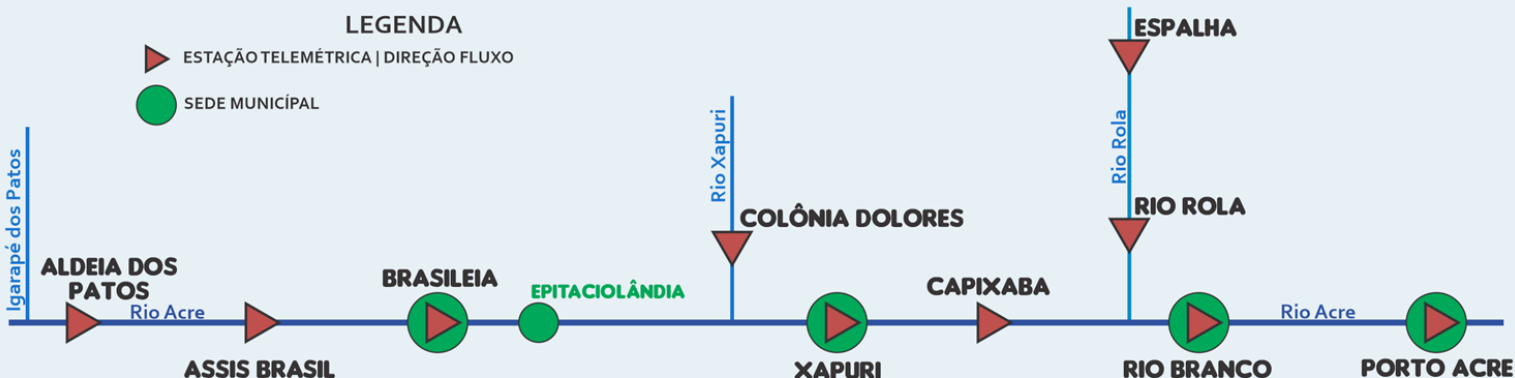 LEGENDA
ESTAÇÃO TELEMÉTRICA | DIREÇÃO FLUXO
SEDE MUNICÍPAL
Igarapé dos Patos
ALDEIA DOS
PATOS
Rio Acre
ASSIS BRASIL
BRASILEIA
EPITACIOLÂNDIA
Rio Xapuri
COLÔNIA DOLORES
XAPURI
CAPIXABA
ESPALHA
Rio Rola
RIO ROLA
RIO BRANCO
Rio Acre
PORTO ACRE